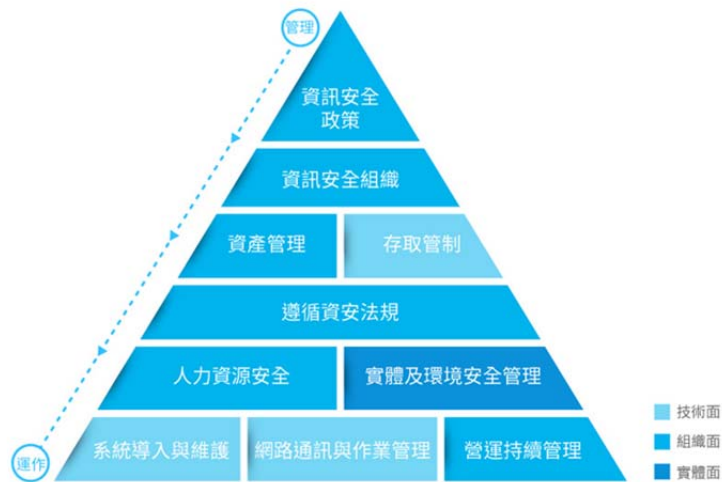 管理
資訊安全
政策
資訊安全組織
資產管理
存取管制
遵循資安法規
人力資源安全
實體及環境安全管理
系統導入與維護
網路通訊與作業管理
營運持續管理
運作
技術面
組織面
實體面